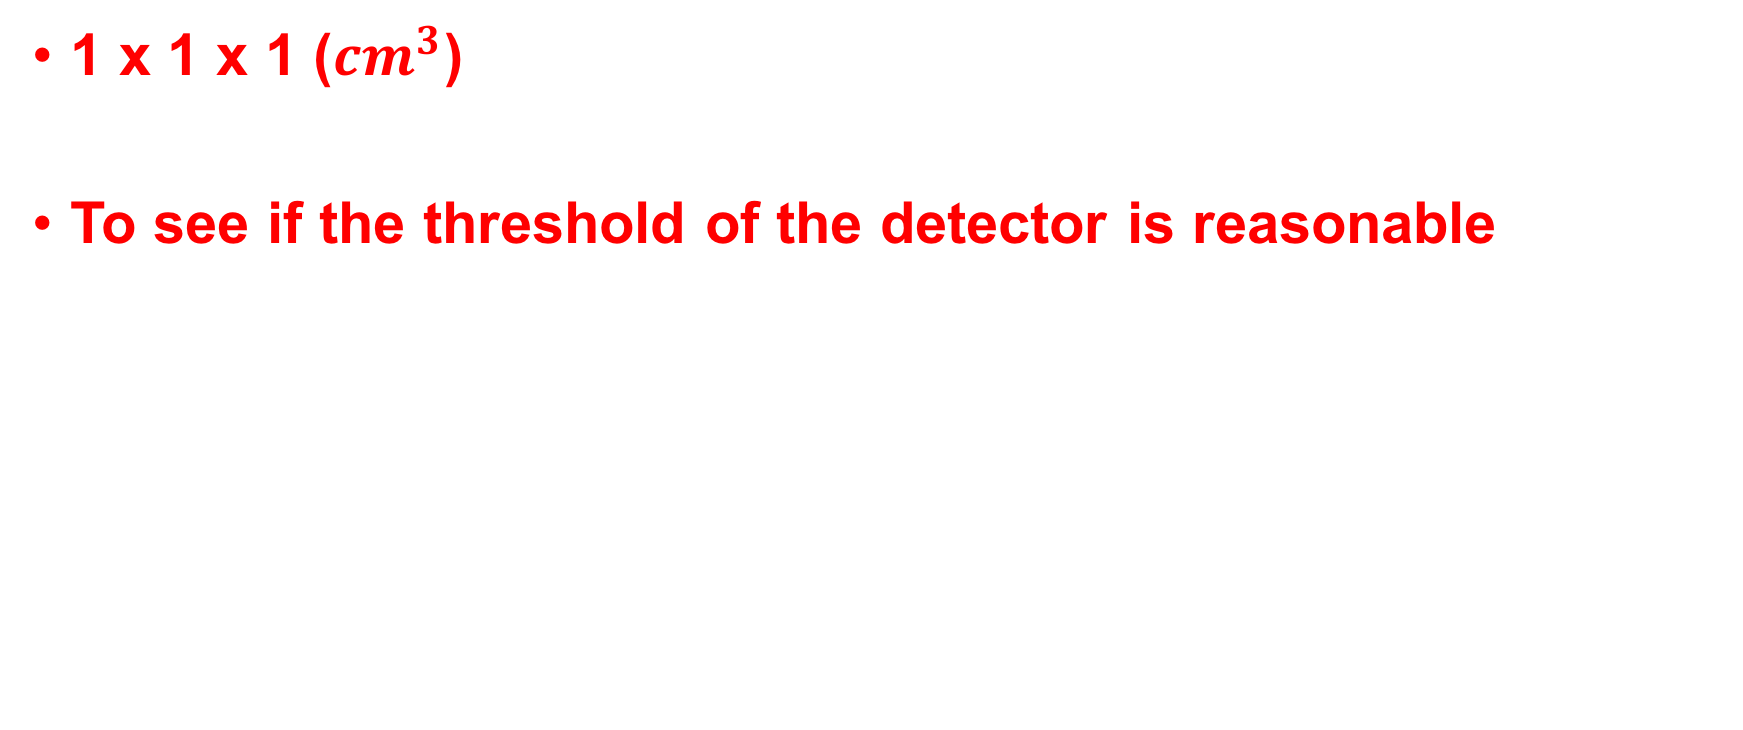 • 1 x 1 x 1 (cm³)
• To see if the threshold of the detector is reasonable